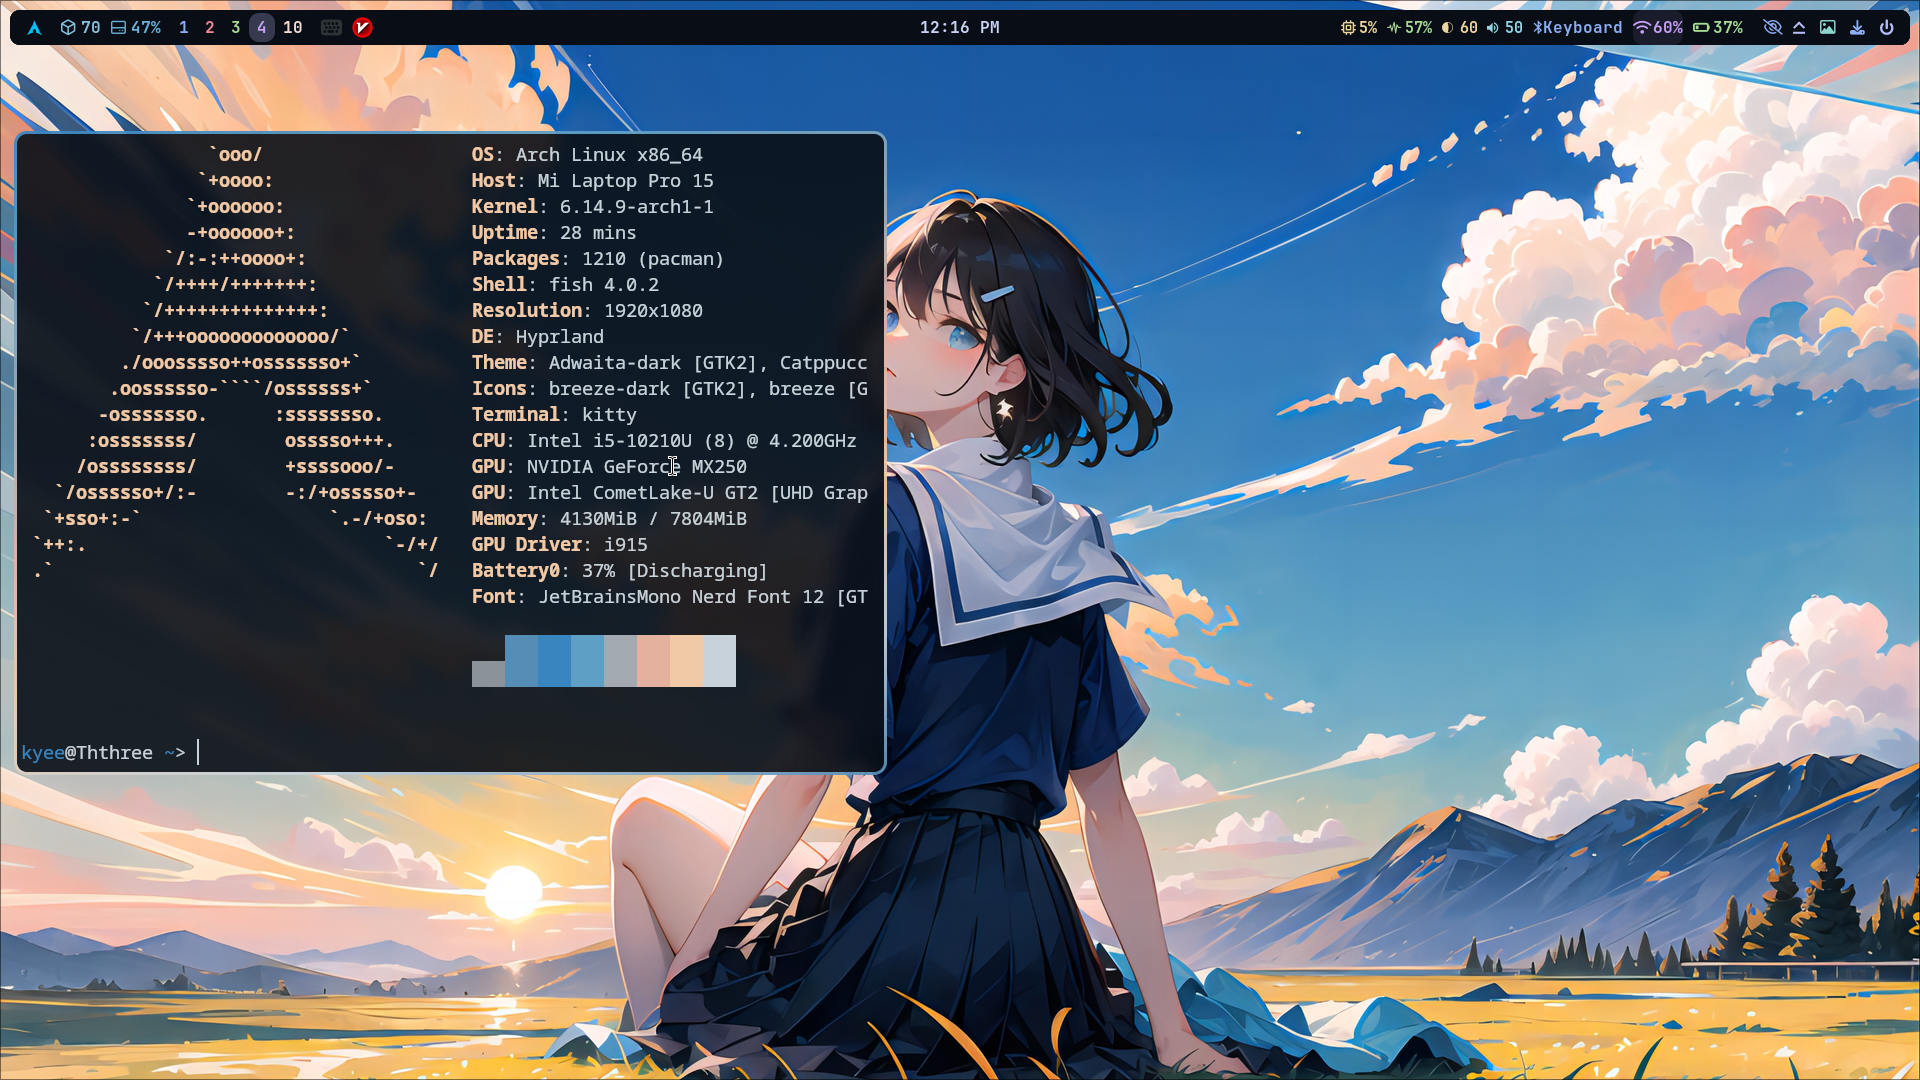 70 47% 1 2 3 4 10 12:16 PM 5% 57% 60 50 Keyboard 60% 37%
`ooo/ OS: Arch Linux x86_64
`+oooo: Host: Mi Laptop Pro 15
`+oooooo: Kernel: 6.14.9-arch1-1
-+oooooo+: Uptime: 28 mins
`/:-:++oooo+: Packages: 1210 (pacman)
`/++++/+++++++: Shell: fish 4.0.2
`/++++++++++++++: Resolution: 1920x1080
`/+++ooooooooooooo/` DE: Hyprland
./ooosssso++osssssso+` Theme: Adwaita-dark [GTK2], Catppucc
.oossssso-````/ossssss+` Icons: breeze-dark [GTK2], breeze [G
-osssssso. :ssssssso. Terminal: kitty
:osssssss/ osssso+++. CPU: Intel i5-10210U (8) @ 4.200GHz
/ossssssss/ +ssssooo/- GPU: NVIDIA GeForce MX250
`/ossssso+/:- -:/+osssso+- GPU: Intel CometLake-U GT2 [UHD Grap
`+sso+:-` `.-/+oso: Memory: 4130MiB / 7804MiB
`++:. `-/+/ GPU Driver: i915
.` `/ Battery0: 37% [Discharging]
Font: JetBrainsMono Nerd Font 12 [GT
kyee@Ththree ~>